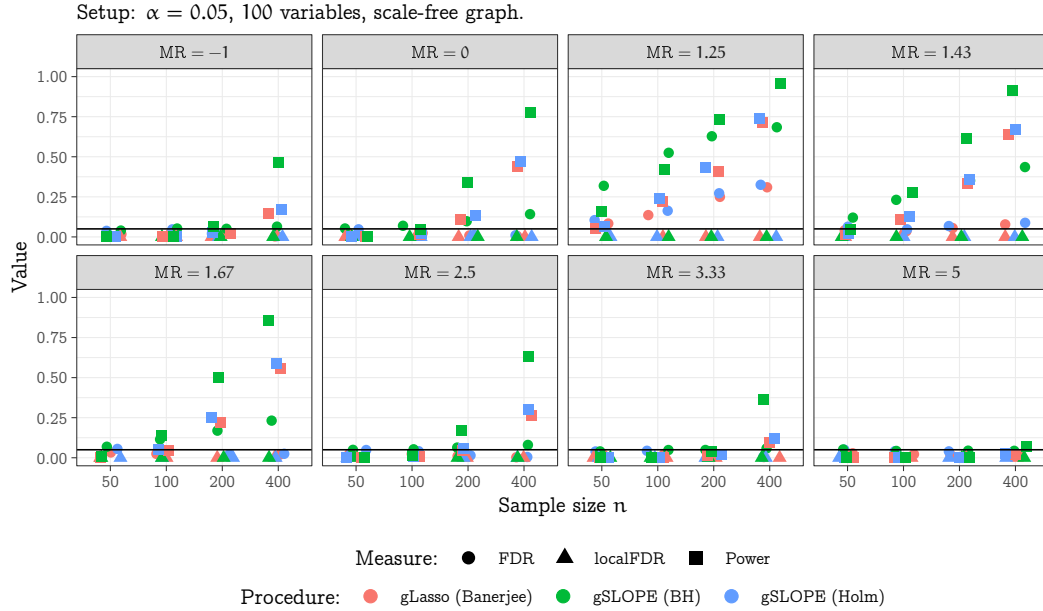 Setup: α = 0.05, 100 variables, scale-free graph.
MR = −1 MR = 0 MR = 1.25 MR = 1.43
1.00
0.75
0.50
0.25
0.00
MR = 1.67 MR = 2.5 MR = 3.33 MR = 5
1.00
0.75
0.50
0.25
0.00
Value
50 100 200 400 50 100 200 400 50 100 200 400 50 100 200 400
Sample size n
Measure: FDR localFDR Power
Procedure: gLasso (Banerjee) gSLOPE (BH) gSLOPE (Holm)